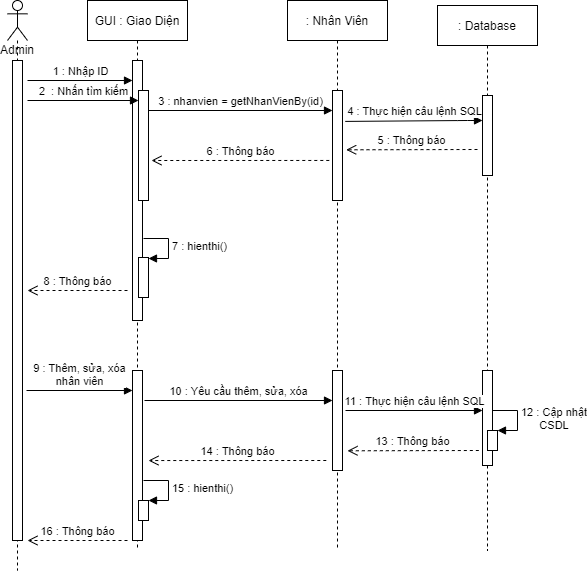 GUI : Giao Diện
: Nhân Viên
: Database
Admin
1 : Nhập ID
2 : Nhấn tìm kiếm
3 : nhanvien = getNhanVienBy(id)
4 : Thực hiện câu lệnh SQL
5 : Thông báo
6 : Thông báo
7 : hienthi()
8 : Thông báo
9 : Thêm, sửa, xóa
nhân viên
10 : Yêu cầu thêm, sửa, xóa
11 : Thực hiện câu lệnh SQL
12 : Cập nhật
CSDL
13 : Thông báo
14 : Thông báo
15 : hienthi()
16 : Thông báo